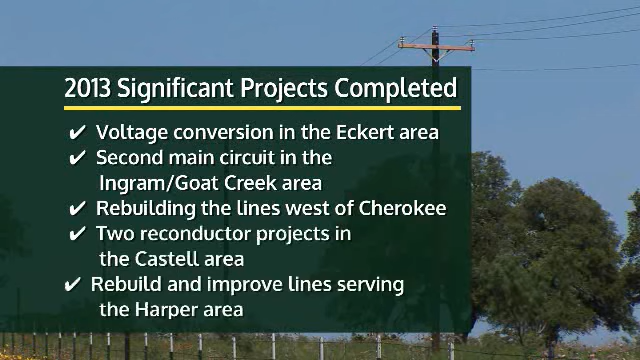 2013 Significant Projects Completed
✔ Voltage conversion in the Eckert area
✔ Second main circuit in the
Ingram/Goat Creek area
✔ Rebuilding the lines west of Cherokee
✔ Two reconductor projects in
the Castell area
✔ Rebuild and improve lines serving
the Harper area